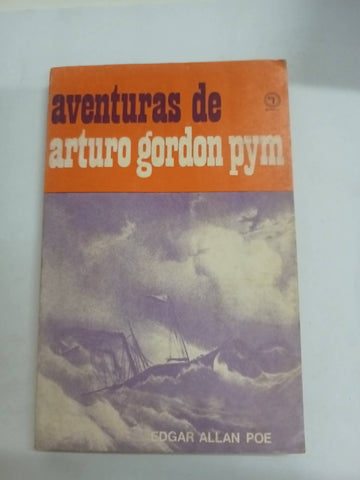 aventuras de
arturo gordon pym
EDGAR ALLAN POE